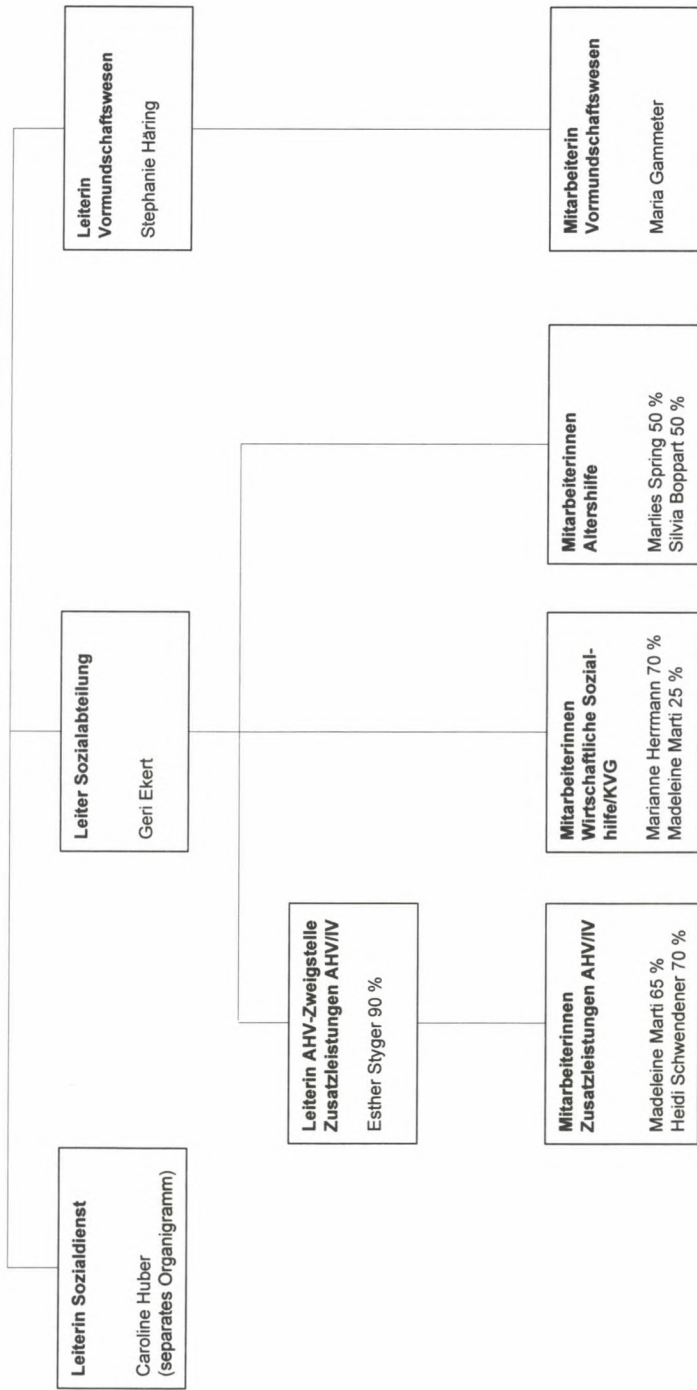 Leiterin Sozialdienst
Caroline Huber
(separates Organigramm)
Leiter Sozialabteilung
Geri Ekert
Leiterin
Vormundschaftswesen
Stephanie Häring
Leiterin AHV-Zweigstelle
Zusatzleistungen AHV/IV
Esther Styger 90 %
Mitarbeiterinnen
Zusatzleistungen AHV/IV
Madeleine Marti 65 %
Heidi Schwendener 70 %
Mitarbeiterinnen
Wirtschaftliche Sozial-
hilfe/KVG
Marianne Herrmann 70 %
Madeleine Marti 25 %
Mitarbeiterinnen
Altershilfe
Marlies Spring 50 %
Silvia Boppart 50 %
Mitarbeiterin
Vormundschaftswesen
Maria Gammeter